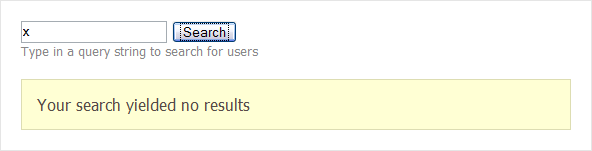 x Search
Type in a query string to search for users
Your search yielded no results